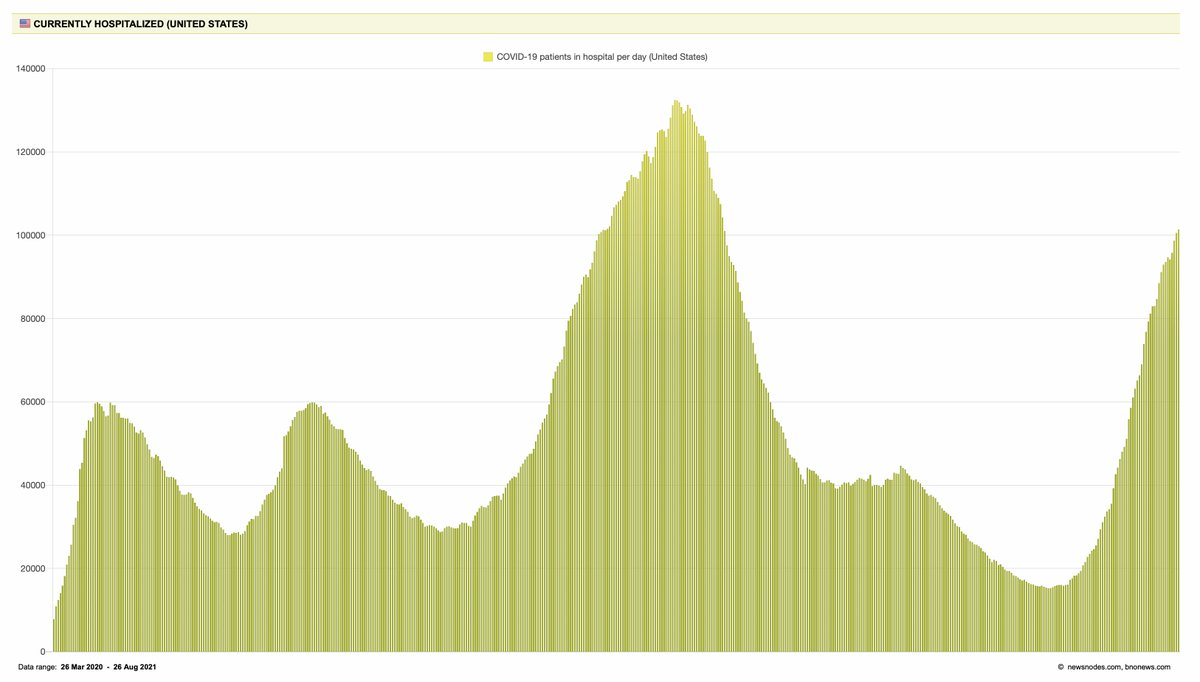 CURRENTLY HOSPITALIZED (UNITED STATES)
COVID-19 patients in hospital per day (United States)
140000
120000
100000
80000
60000
40000
20000
0
Data range: 26 Mar 2020 - 26 Aug 2021
© newsnodes.com, bnonews.com